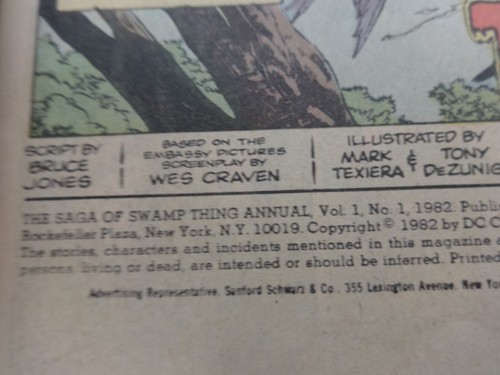 SCRIPT BY
BRUCE
JONES
BASED ON THE
EMBASSY PICTURES
SCREENPLAY BY
WES CRAVEN
ILLUSTRATED BY
MARK & TONY
TEXIERA DEZUNIG
THE SAGA OF SWAMP THING ANNUAL, Vol. 1, No. 1, 1982. Publis
Rockefeller Plaza, New York, N.Y. 10019. Copyright © 1982 by DC C
The stories, characters and incidents mentioned in this magazine a
persons, living or dead, are intended or should be inferred. Printed
Advertising Representative. Sanford Schwarz & Co., 355 Lexington Avenue, New Yo